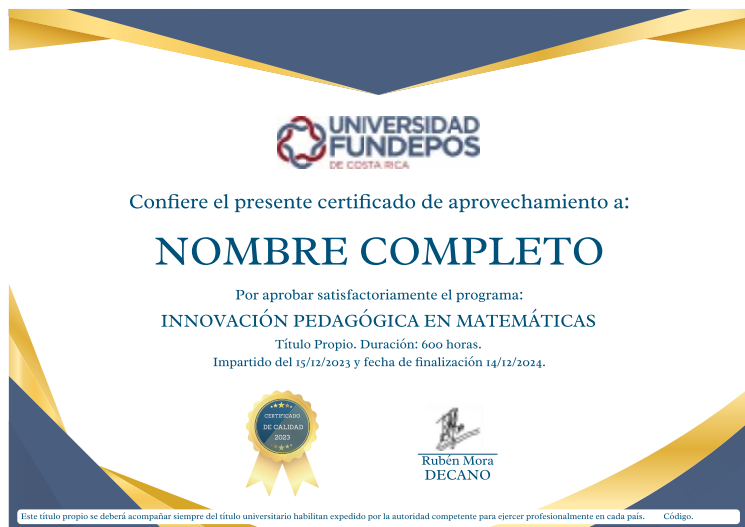 UNIVERSIDAD
FUNDEPOS
DE COSTA RICA
Confiere el presente certificado de aprovechamiento a:
NOMBRE COMPLETO
Por aprobar satisfactoriamente el programa:
INNOVACIÓN PEDAGÓGICA EN MATEMÁTICAS
Título Propio. Duración: 600 horas.
Impartido del 15/12/2023 y fecha de finalización 14/12/2024.
CERTIFICADO
DE CALIDAD
2023
Rubén Mora
DECANO
Este título propio se deberá acompañar siempre del título universitario habilitan expedido por la autoridad competente para ejercer profesionalmente en cada país. Código.